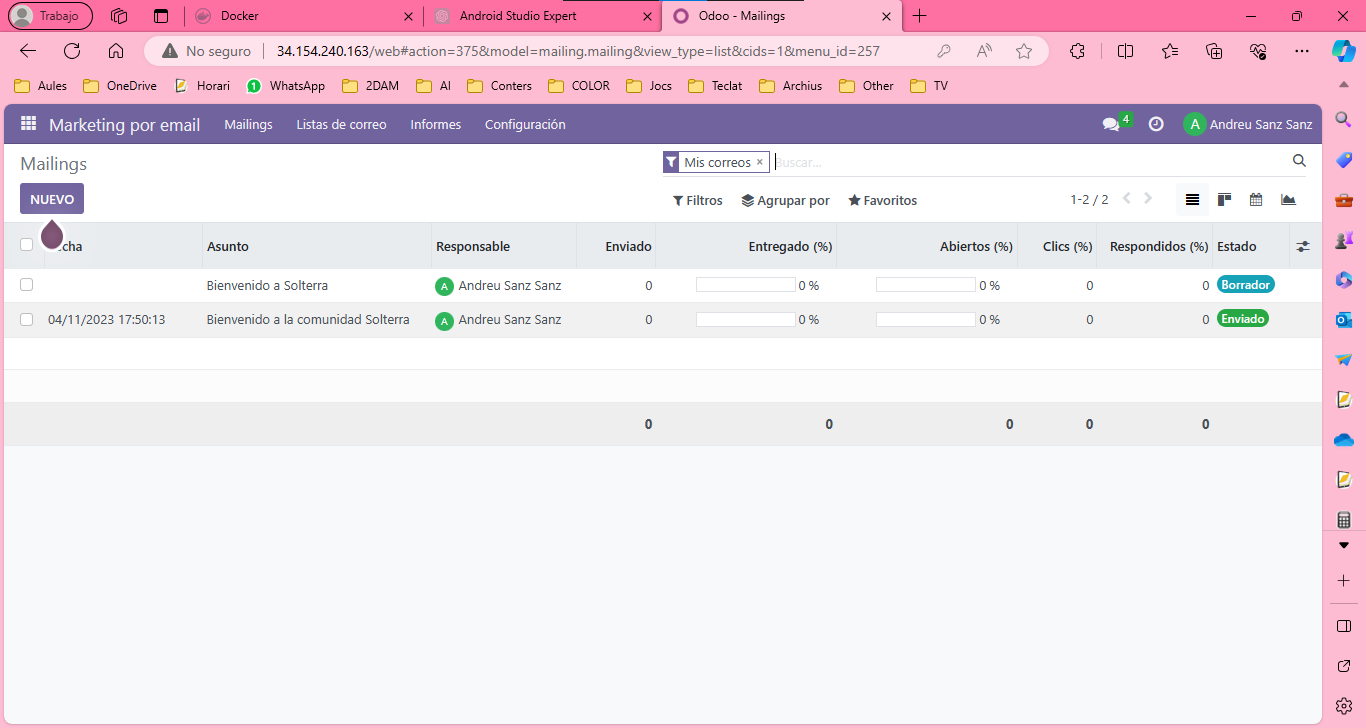 Trabajo
Docker
Android Studio Expert
Odoo - Mailings
No seguro
34.154.240.163/web#action=375&model=mailing.mailing&view_type=list&cids=1&menu_id=257
Aules
OneDrive
Horari
1 WhatsApp
2DAM
AI
Conters
COLOR
Jocs
Teclat
Archius
Other
TV
Marketing por email
Mailings
Listas de correo
Informes
Configuración
4
A Andreu Sanz Sanz
Mailings
Mis correos ×
Buscar...
NUEVO
Filtros
Agrupar por
Favoritos
1-2 / 2
cha Asunto Responsable Enviado Entregado (%) Abiertos (%) Clics (%) Respondidos (%) Estado
Bienvenido a Solterra A Andreu Sanz Sanz 0 0 % 0 % 0 0 Borrador
04/11/2023 17:50:13 Bienvenido a la comunidad Solterra A Andreu Sanz Sanz 0 0 % 0 % 0 0 Enviado
0 0 0 0 0